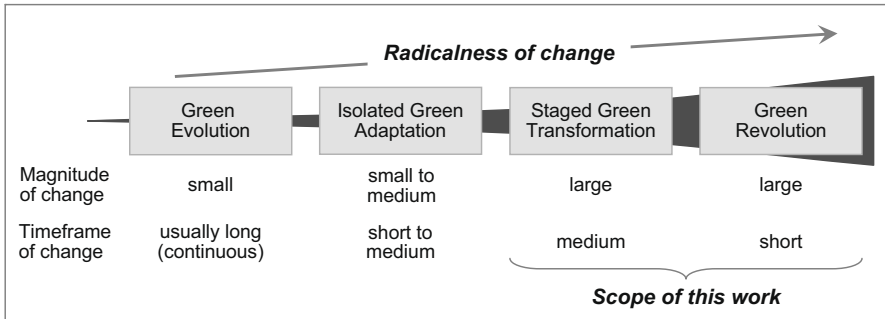 Radicalness of change
Green
Evolution
Isolated Green
Adaptation
Staged Green
Transformation
Green
Revolution
Magnitude
of change
small
small to
medium
large
large
Timeframe
of change
usually long
(continuous)
short to
medium
medium
short
Scope of this work